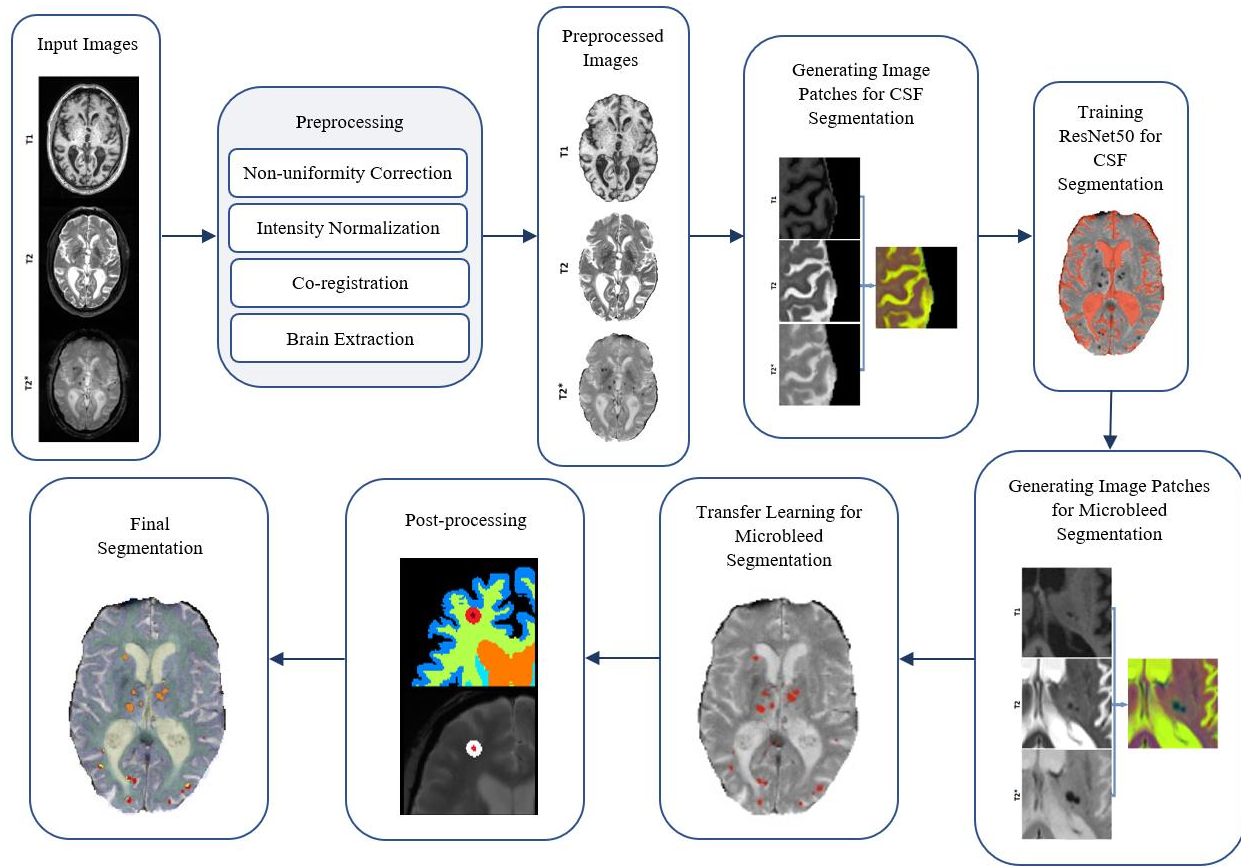 Input Images
T1
T2
T2*
Preprocessing
Non-uniformity Correction
Intensity Normalization
Co-registration
Brain Extraction
Preprocessed
Images
T1
T2
T2*
Generating Image
Patches for CSF
Segmentation
T1
T2
T2*
Training
ResNet50 for
CSF
Segmentation
Generating Image Patches
for Microbleed
Segmentation
T1
T2
T2*
Transfer Learning for
Microbleed
Segmentation
Post-processing
Final
Segmentation